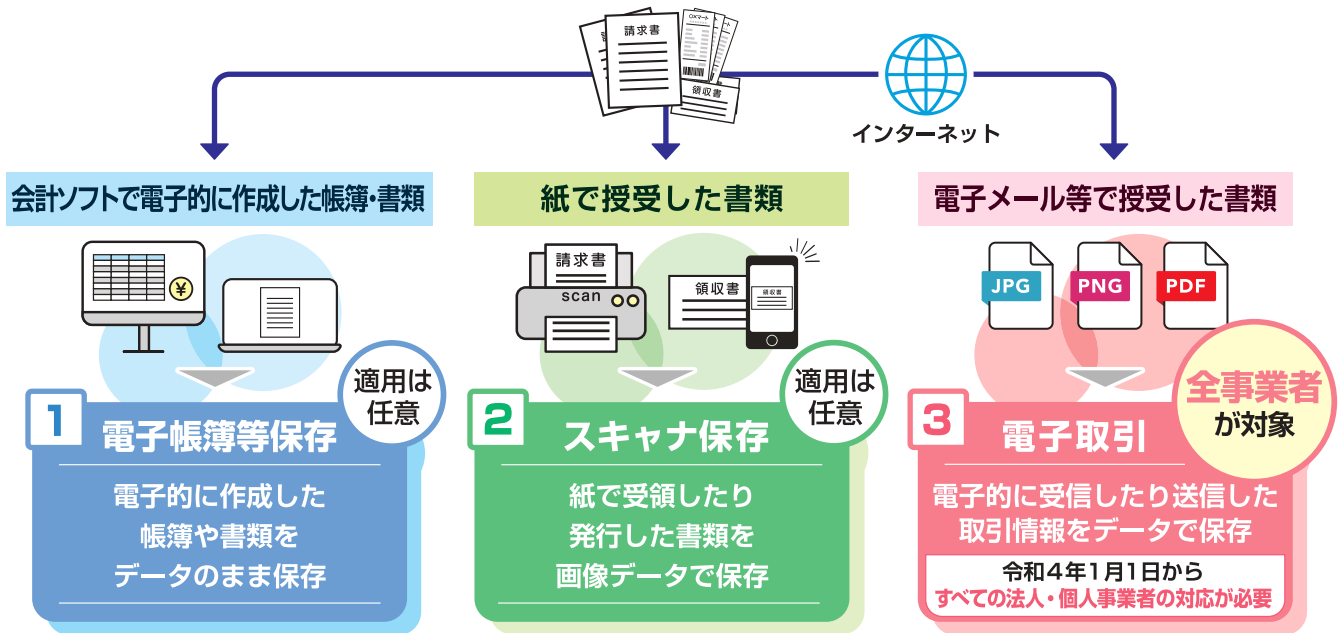 請求書
DXマート
領収書
インターネット
会計ソフトで電子的に作成した帳簿・書類
紙で授受した書類
電子メール等で授受した書類
¥
請求書
scan
領収書
領収書
JPG
PNG
PDF
適用は
任意
1
電子帳簿等保存
電子的に作成した
帳簿や書類を
データのまま保存
適用は
任意
2
スキャナ保存
紙で受領したり
発行した書類を
画像データで保存
全事業者
が対象
3
電子取引
電子的に受信したり送信した
取引情報をデータで保存
令和4年1月1日から
すべての法人・個人事業者の対応が必要